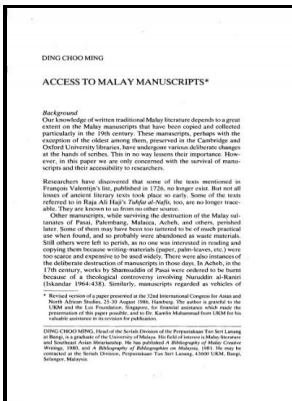 DING CHOO MING
ACCESS TO MALAY MANUSCRIPTS*
Background
Our knowledge of written traditional Malay literature depends to a great
extent on the Malay manuscripts that have been copied and collected
particularly in the 19th century. These manuscripts, perhaps with the
exception of the oldest among them, preserved in the Cambridge and
Oxford University libraries, have undergone various deliberate changes
at the hands of scribes. This in no way lessens their importance. How-
ever, in this paper we are only concerned with the survival of manu-
scripts and their accessibility to researchers.
Researchers have discovered that some of the texts mentioned in
François Valentijn's list, published in 1726, no longer exist. But not all
losses of ancient literary texts took place so early. Some of the texts
referred to in Raja Ali Haji's Tuhfat al-Nafis, too, are no longer trace-
able. They are known to us from no other source.
Other manuscripts, while surviving the destruction of the Malay sul-
tanates of Pasai, Palembang, Malacca, Acheh, and others, perished
later. Some of them may have been too tattered to be of much practical
use when found, and so probably were abandoned as waste materials.
Still others were left to perish, as no one was interested in reading and
copying them because writing-materials (paper, palm-leaves, etc.) were
too scarce and expensive to be used widely. There were also instances of
the deliberate destruction of manuscripts in those days. In Acheh, in the
17th century, works by Shamsuddin of Pasai were ordered to be burnt
because of a theological controversy involving Nuruddin al-Raniri
(Iskandar 1964:438). Similarly, manuscripts regarded as vehicles of
* Revised version of a paper presented at the 32nd International Congress for Asian and
North African Studies, 25-30 August 1986, Hamburg. The author is grateful to the
UKM and the Lee Foundation, Singapore, for financial assistance which made the
presentation of this paper possible, and to Dr. Kamlin Muhammad from UKM for his
valuable assistance in its revision for publication.
DING CHOO MING, Head of the Serials Division of the Perpustakaan Tun Seri Lanang
at Bangi, is a graduate of the University of Malaya. His field of interest is Malay literature
and Southeast Asian librarianship. He has published A Bibliography of Malay Creative
Writings, 1980, and A Bibliography of Bibliographies on Malaysia, 1981. He may be
contacted at the Serials Division, Perpustakaan Tun Seri Lanang, 43600 UKM, Bangi,
Selangor, Malaysia.